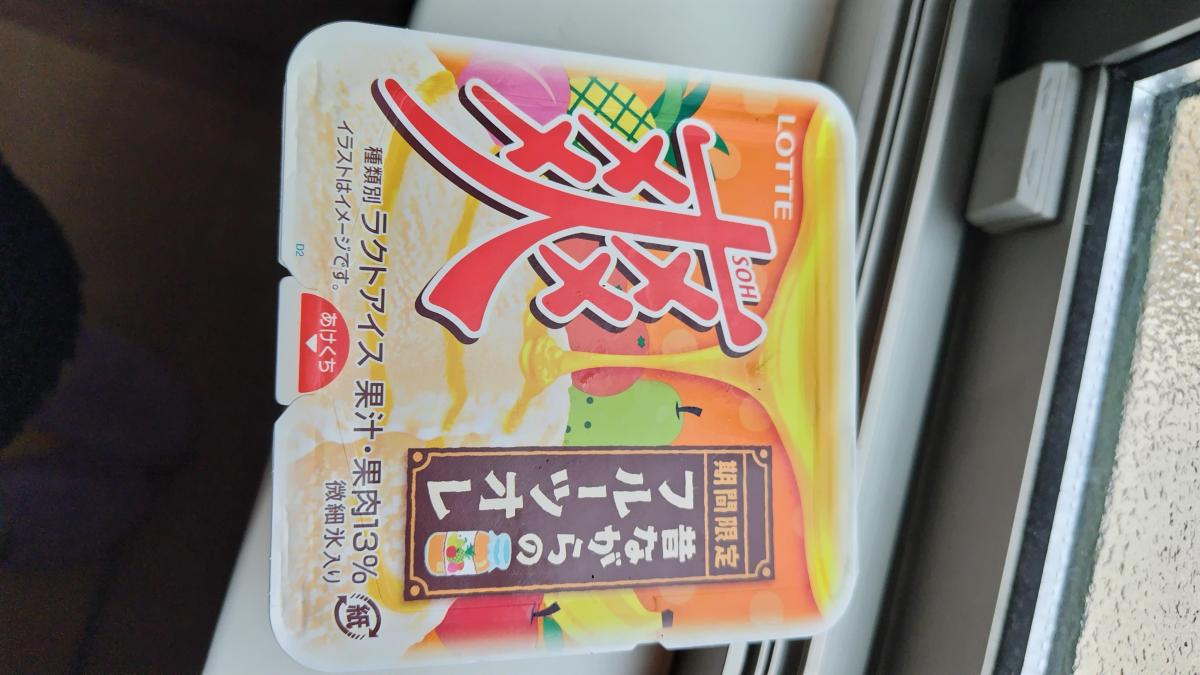 LOTTE
爽
SOH
期間限定
昔ながらの
フルーツオレ
種類別 ラクトアイス 果汁・果肉13%
イラストはイメージです。
微細氷入り
紙
あけくち
D2